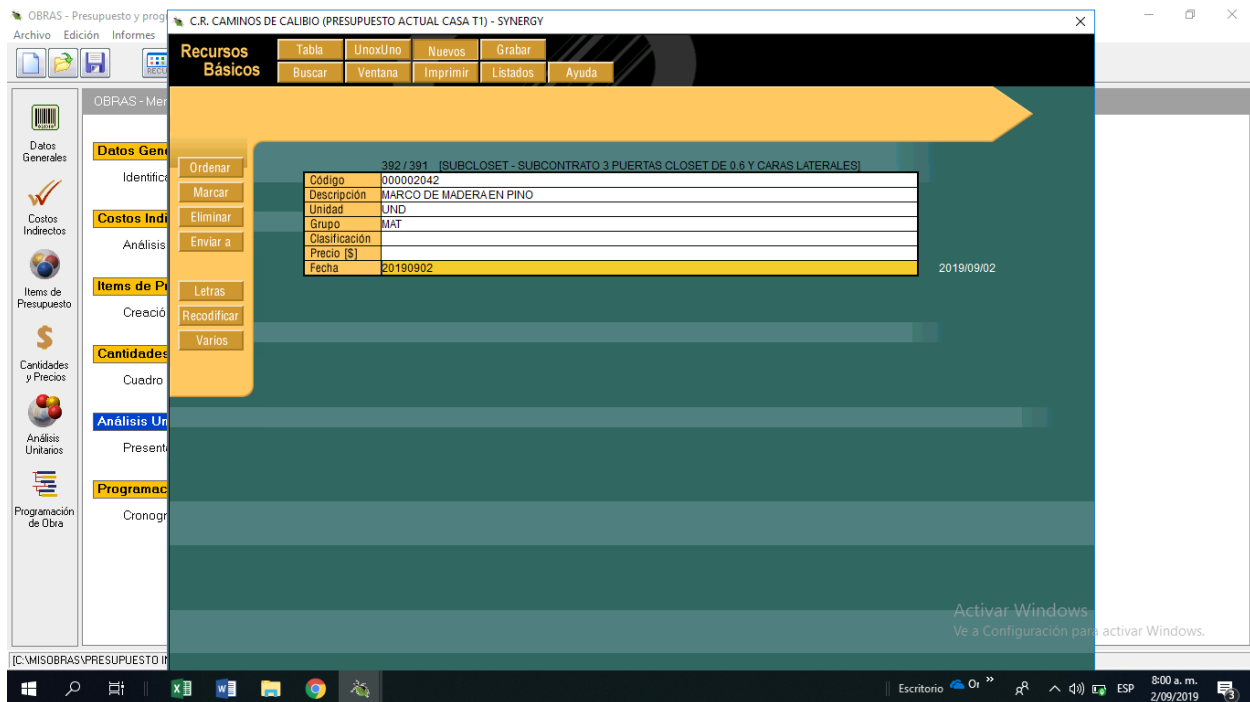 OBRAS - Presupuesto y progr
C.R. CAMINOS DE CALIBIO (PRESUPUESTO ACTUAL CASA T1) - SYNERGY
Archivo Edición Informes
Recursos Básicos
Tabla UnoxUno Nuevos Grabar
Buscar Ventana Imprimir Listados Ayuda
RECU
OBRAS - Mer
Datos Generales
Costos Indirectos
Items de Presupuesto
Cantidades y Precios
Análisis Unitarios
Programación de Obra
Datos Gene
Identifica
Costos Indi
Análisis
Items de Pr
Creació
Cantidades
Cuadro
Análisis Un
Present
Programac
Cronogr
Ordenar
Marcar
Eliminar
Enviar a
Letras
Recodificar
Varios
392 / 391 [SUBCLOSET - SUBCONTRATO 3 PUERTAS CLOSET DE 0.6 Y CARAS LATERALES]
Código 000002042
Descripción MARCO DE MADERA EN PINO
Unidad UND
Grupo MAT
Clasificación
Precio [$]
Fecha 20190902 2019/09/02
Activar Windows
Ve a Configuración para activar Windows.
[C:\MISOBRAS\PRESUPUESTO I
Escritorio Or » ESP 8:00 a. m.
2/09/2019 3